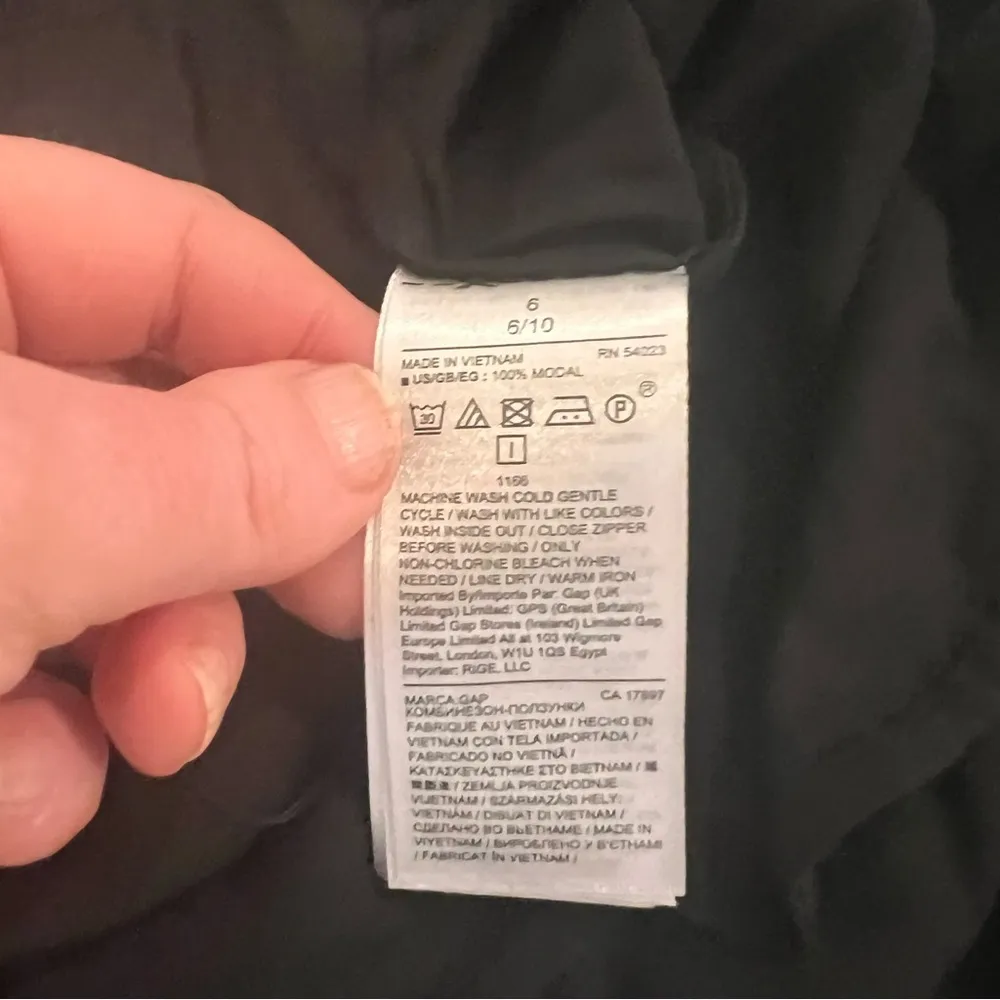 6
6/10
MADE IN VIETNAM RN 54023
US/GB/EG : 100% MODAL
30
P
1166
MACHINE WASH COLD GENTLE
CYCLE / WASH WITH LIKE COLORS /
WASH INSIDE OUT / CLOSE ZIPPER
BEFORE WASHING / ONLY
NON-CHLORINE BLEACH WHEN
NEEDED / LINE DRY / WARM IRON
Imported By/Importe Par: Gap (UK
Holdings) Limited: GPS (Great Britain)
Limited Gap Stores (Ireland) Limited Gap
Europe Limited All at 103 Wigmore
Street, London, W1U 1QS Egypt
Importer: RIGE, LLC
MARCA:GAP CA 17897
КОМБИНЕЗОН-ПОЛЗУНКИ
FABRIQUE AU VIETNAM / HECHO EN
VIETNAM CON TELA IMPORTADA /
FABRICADO NO VIETNÃ /
ΚΑΤΑΣΚΕΥΑΣΤΗΚΕ ΣΤΟ ΒΙΕΤΝΑΜ /
/ ZEMLJA PROIZVODNJE
VIJETNAM / SZÁRMAZÁSI HELY:
VIETNÁM / DIBUAT DI VIETNAM /
СДЕЛАНО ВО ВЬЕТНАМЕ / MADE IN
VIYETNAM / ВИРОБЛЕНО У В'ЄТНАМІ
/ FABRICAT ÎN VIETNAM /